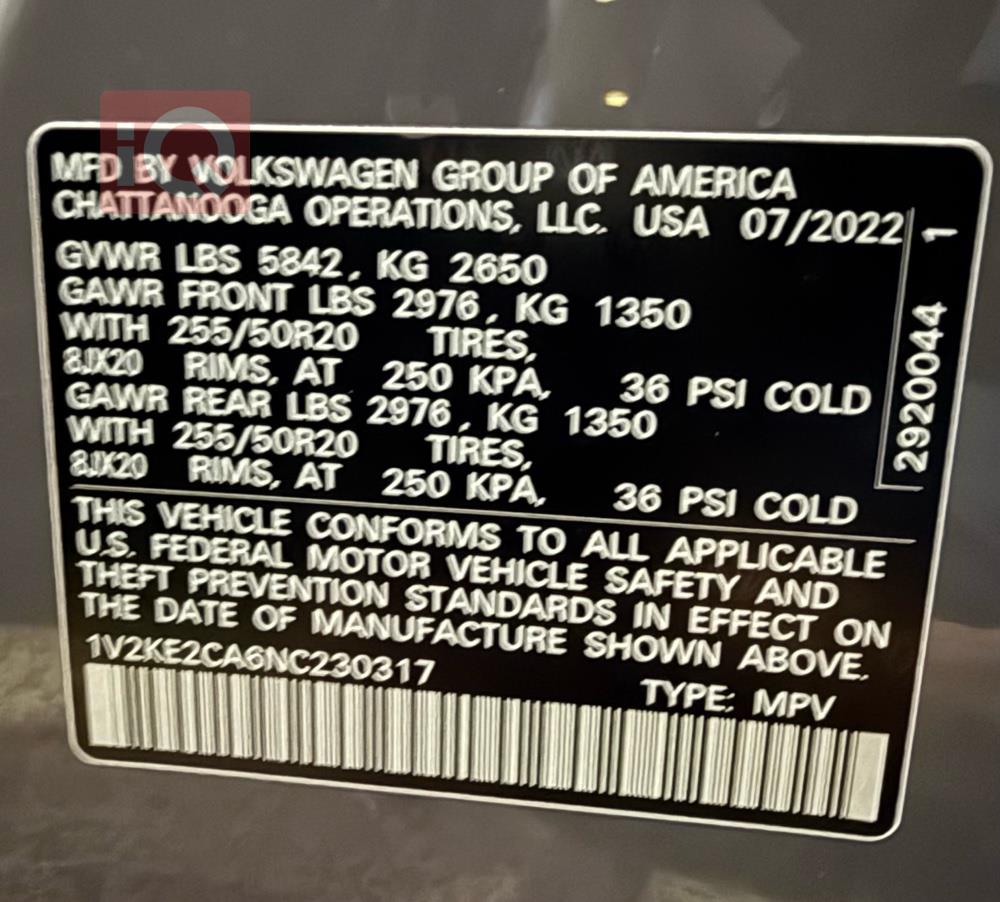 iQ
MFD BY VOLKSWAGEN GROUP OF AMERICA
CHATTANOOGA OPERATIONS, LLC. USA 07/2022
GVWR LBS 5842, KG 2650
GAWR FRONT LBS 2976, KG 1350
WITH 255/50R20 TIRES,
8JX20 RIMS, AT 250 KPA, 36 PSI COLD
GAWR REAR LBS 2976, KG 1350
WITH 255/50R20 TIRES,
8JX20 RIMS, AT 250 KPA, 36 PSI COLD
292044 1
THIS VEHICLE CONFORMS TO ALL APPLICABLE
U.S. FEDERAL MOTOR VEHICLE SAFETY AND
THEFT PREVENTION STANDARDS IN EFFECT ON
THE DATE OF MANUFACTURE SHOWN ABOVE.
1V2KE2CA6NC230317
TYPE: MPV